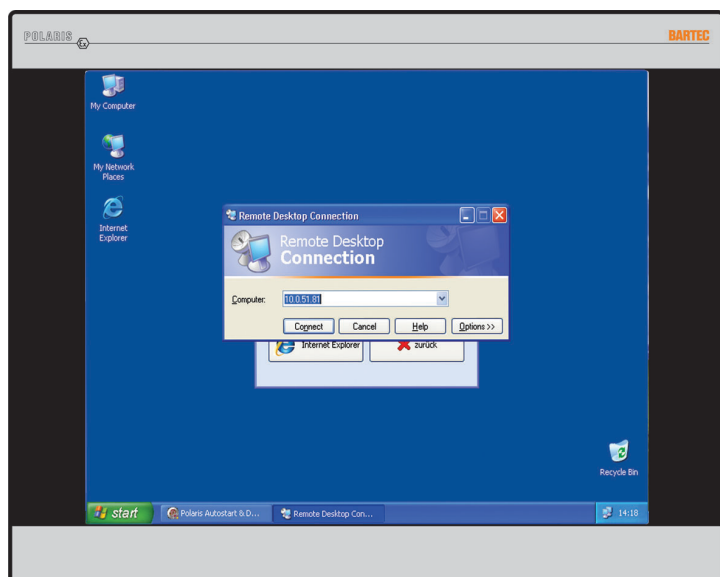 POLARIS
Ex
BARTEC
My Computer
My Network
Places
Internet
Explorer
Remote Desktop Connection
Remote Desktop
Connection
Computer:
10.0.51.81
Connect
Cancel
Help
Options >>
Internet Explorer
zurück
Recycle Bin
start
Polaris Autostart & D...
Remote Desktop Con...
14:18